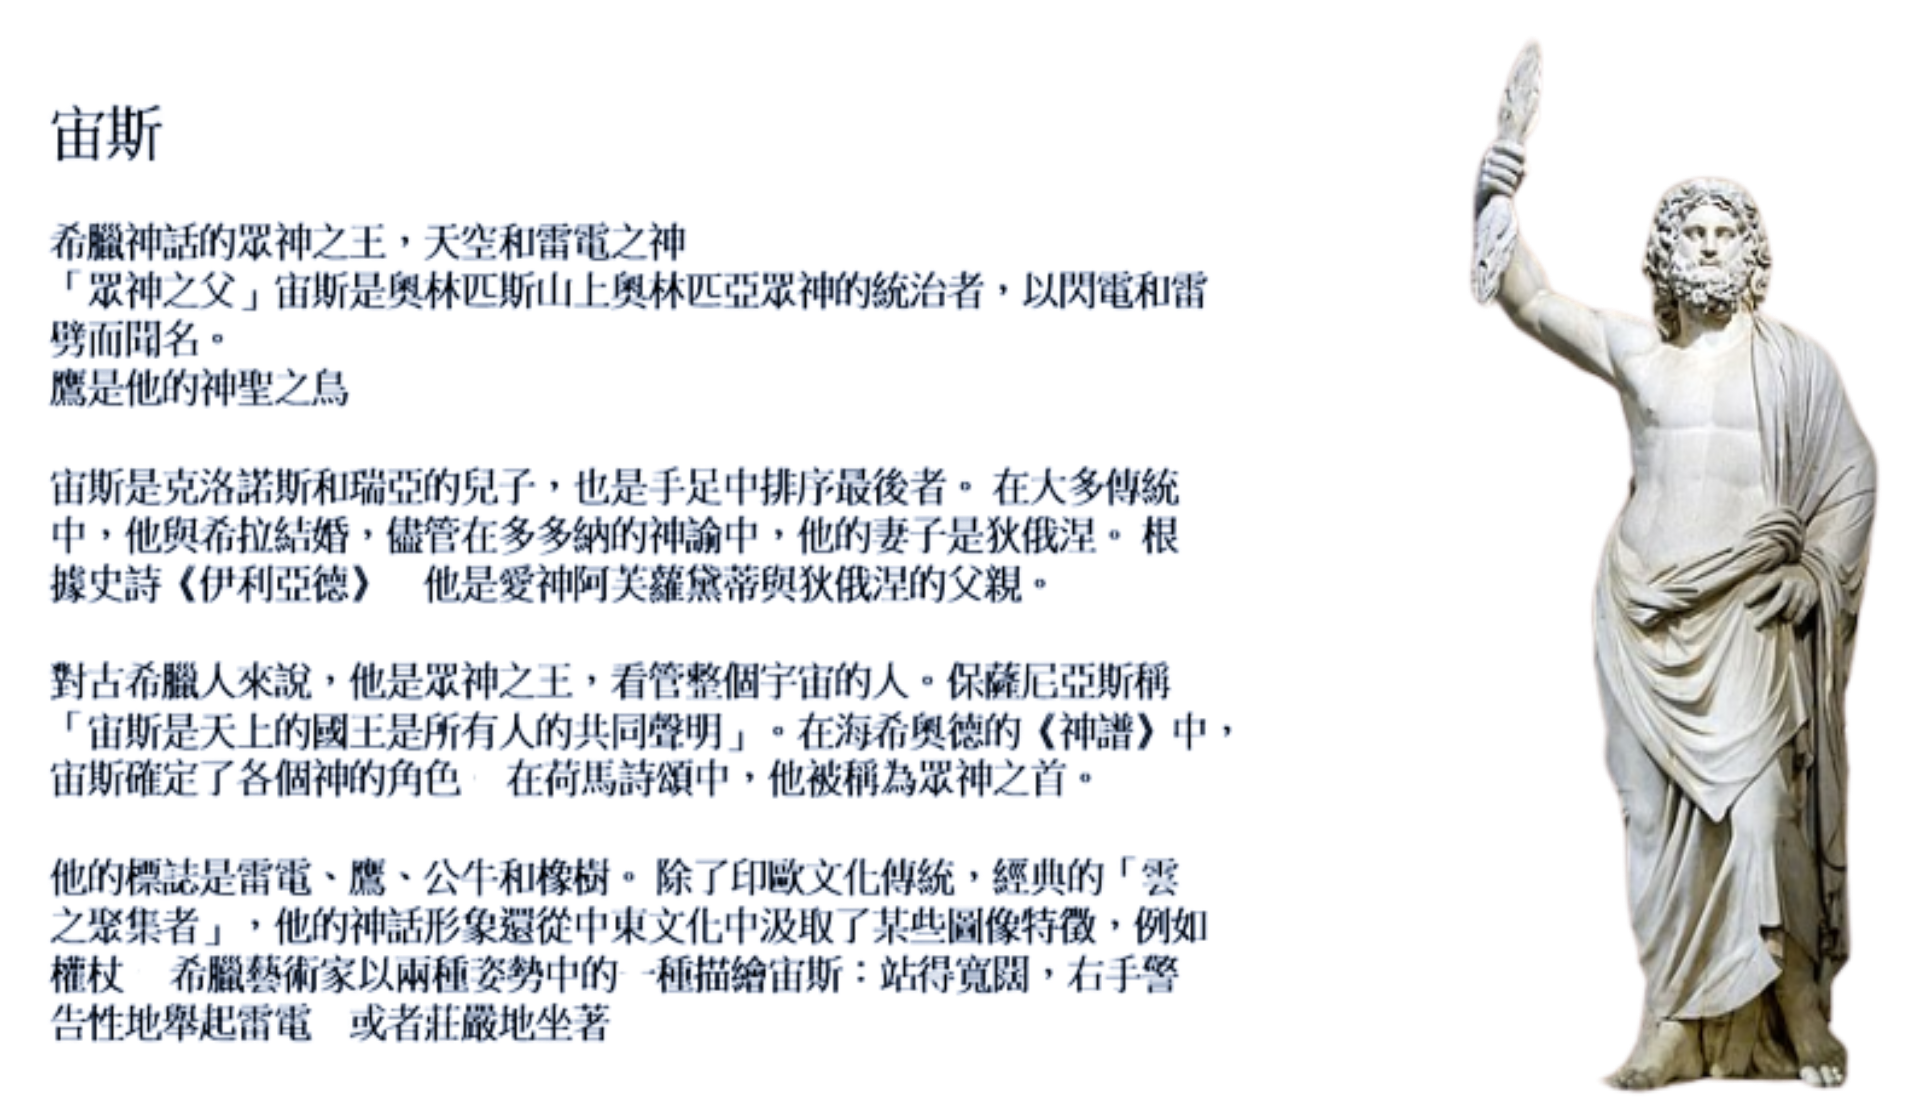 宙斯
希臘神話的眾神之王，天空和雷電之神
「眾神之父」宙斯是奧林匹斯山上奧林匹亞眾神的統治者，以閃電和雷
劈而聞名。
鷹是他的神聖之鳥
宙斯是克洛諾斯和瑞亞的兒子，也是手足中排序最後者。 在大多傳統
中，他與希拉結婚，儘管在多多納的神諭中，他的妻子是狄俄涅。 根
據史詩《伊利亞德》 他是愛神阿芙蘿黛蒂與狄俄涅的父親。
對古希臘人來說，他是眾神之王，看管整個宇宙的人。保薩尼亞斯稱
「宙斯是天上的國王是所有人的共同聲明」。在海希奧德的《神譜》中，
宙斯確定了各個神的角色 在荷馬詩頌中，他被稱為眾神之首。
他的標誌是雷電、鷹、公牛和橡樹。 除了印歐文化傳統，經典的「雲
之聚集者」，他的神話形象還從中東文化中汲取了某些圖像特徵，例如
權杖 希臘藝術家以兩種姿勢中的一種描繪宙斯：站得寬闊，右手警
告性地舉起雷電 或者莊嚴地坐著